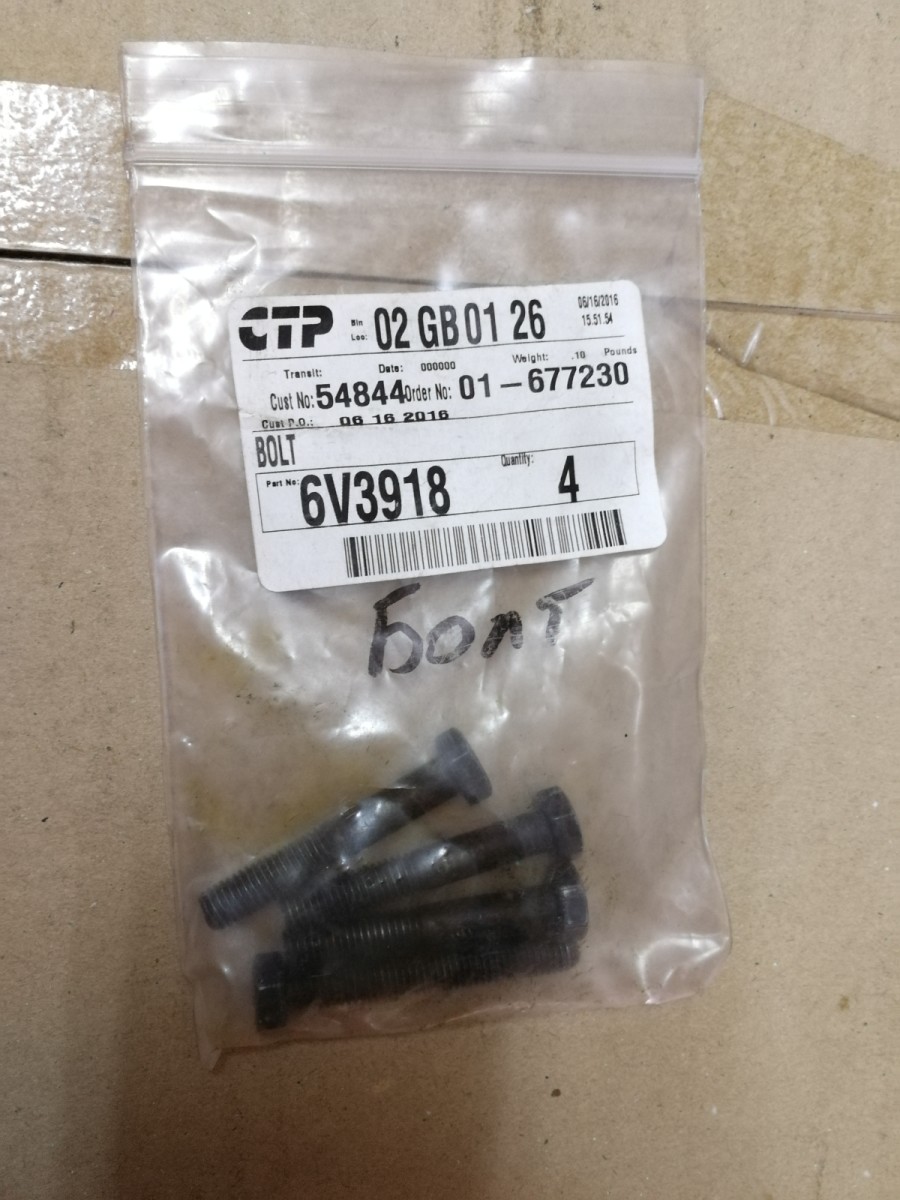 CTP Bin Loc: 02 GB 01 26 06/16/2016
15.51.54
Transit: Date: 000000 Weight: .10 Pounds
Cust No: 54844 Order No: 01-677230
Cust P.O.: 06 16 2016
BOLT
Part No: 6V3918 Quantity: 4
Болт